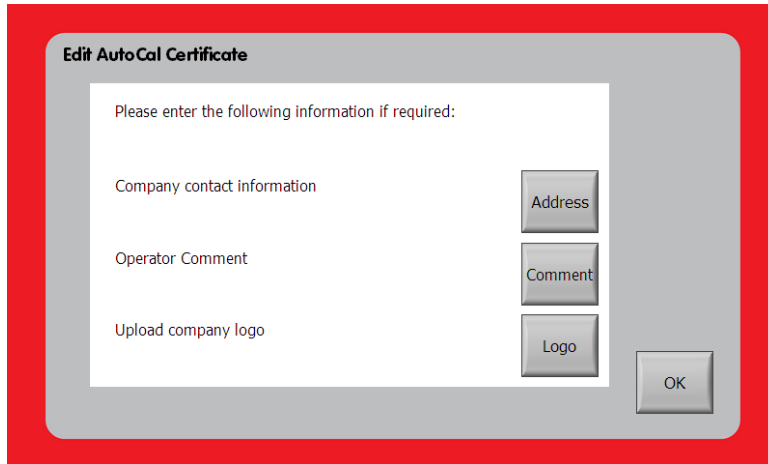 Edit AutoCal Certificate
Please enter the following information if required:
Company contact information
Address
Operator Comment
Comment
Upload company logo
Logo
OK